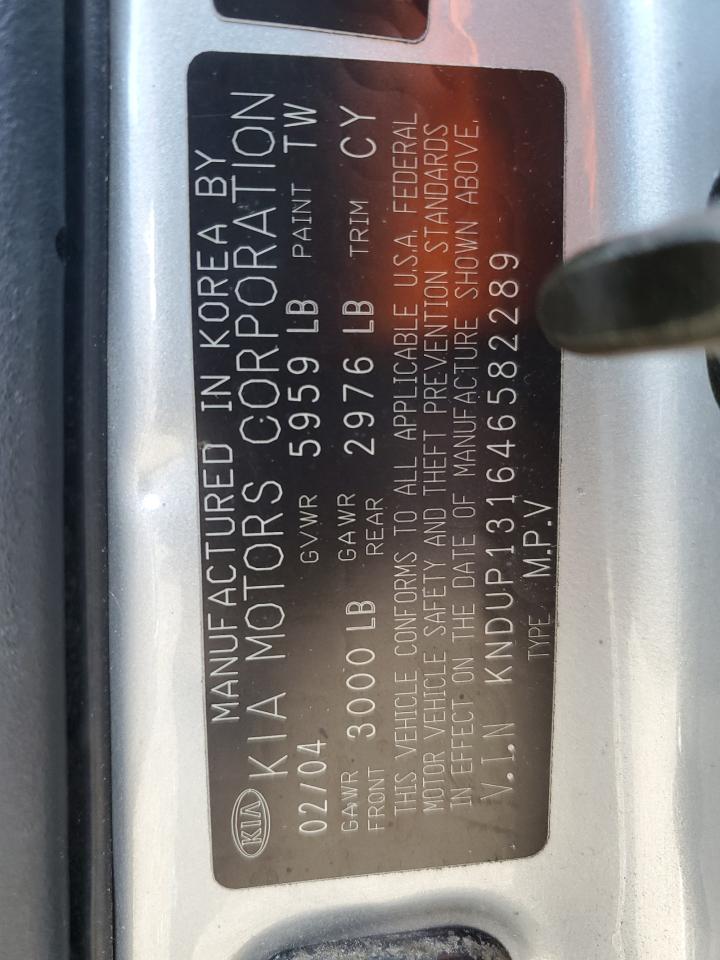 MANUFACTURED IN KOREA BY
KIA KIA MOTORS CORPORATION
02/04 GVWR 5959 LB PAINT TW
GAWR FRONT 3000 LB GAWR REAR 2976 LB TRIM CY
THIS VEHICLE CONFORMS TO ALL APPLICABLE U.S.A. FEDERAL
MOTOR VEHICLE SAFETY AND THEFT PREVENTION STANDARDS
IN EFFECT ON THE DATE OF MANUFACTURE SHOWN ABOVE.
V.I.N KNDUP131646582289
TYPE M.P.V